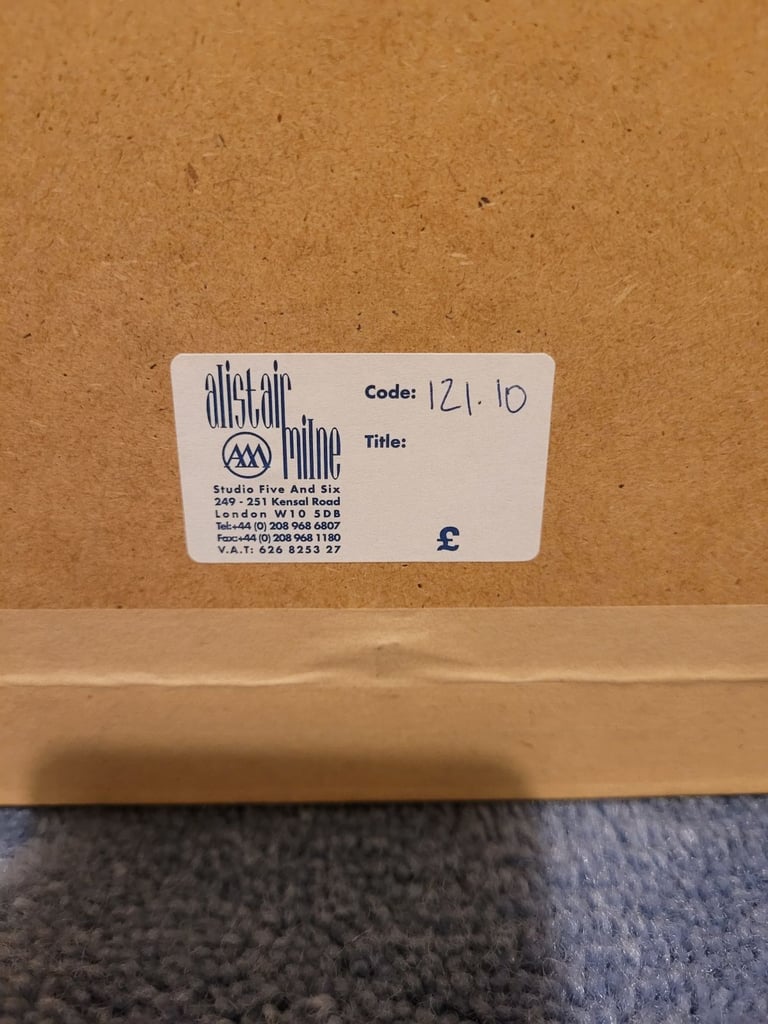 alistair
milne
AM
Studio Five And Six
249 - 251 Kensal Road
London W10 5DB
Tel:+44 (0) 208 968 6807
Fax:+44 (0) 208 968 1180
V.A.T: 626 8253 27
Code: 121.10
Title:
£